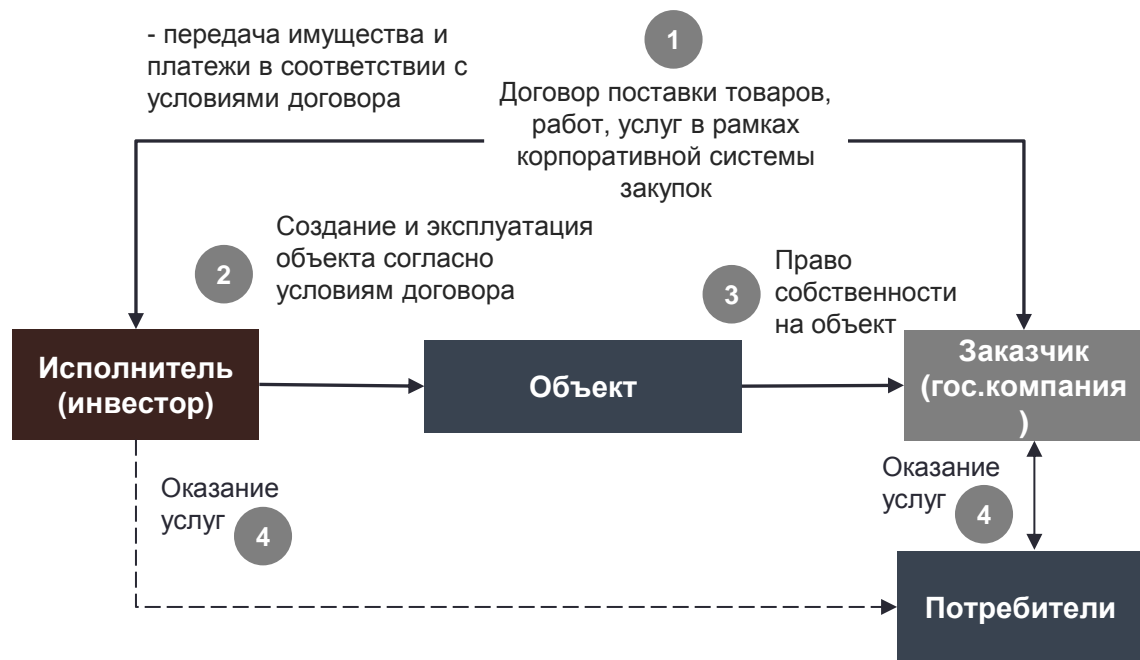 - передача имущества и
платежи в соответствии с
условиями договора
1
Договор поставки товаров,
работ, услуг в рамках
корпоративной системы
закупок
2
Создание и эксплуатация
объекта согласно
условиям договора
3
Право
собственности
на объект
Исполнитель
(инвестор)
Объект
Заказчик
(гос.компания
)
Оказание
услуг
4
Оказание
услуг
4
Потребители